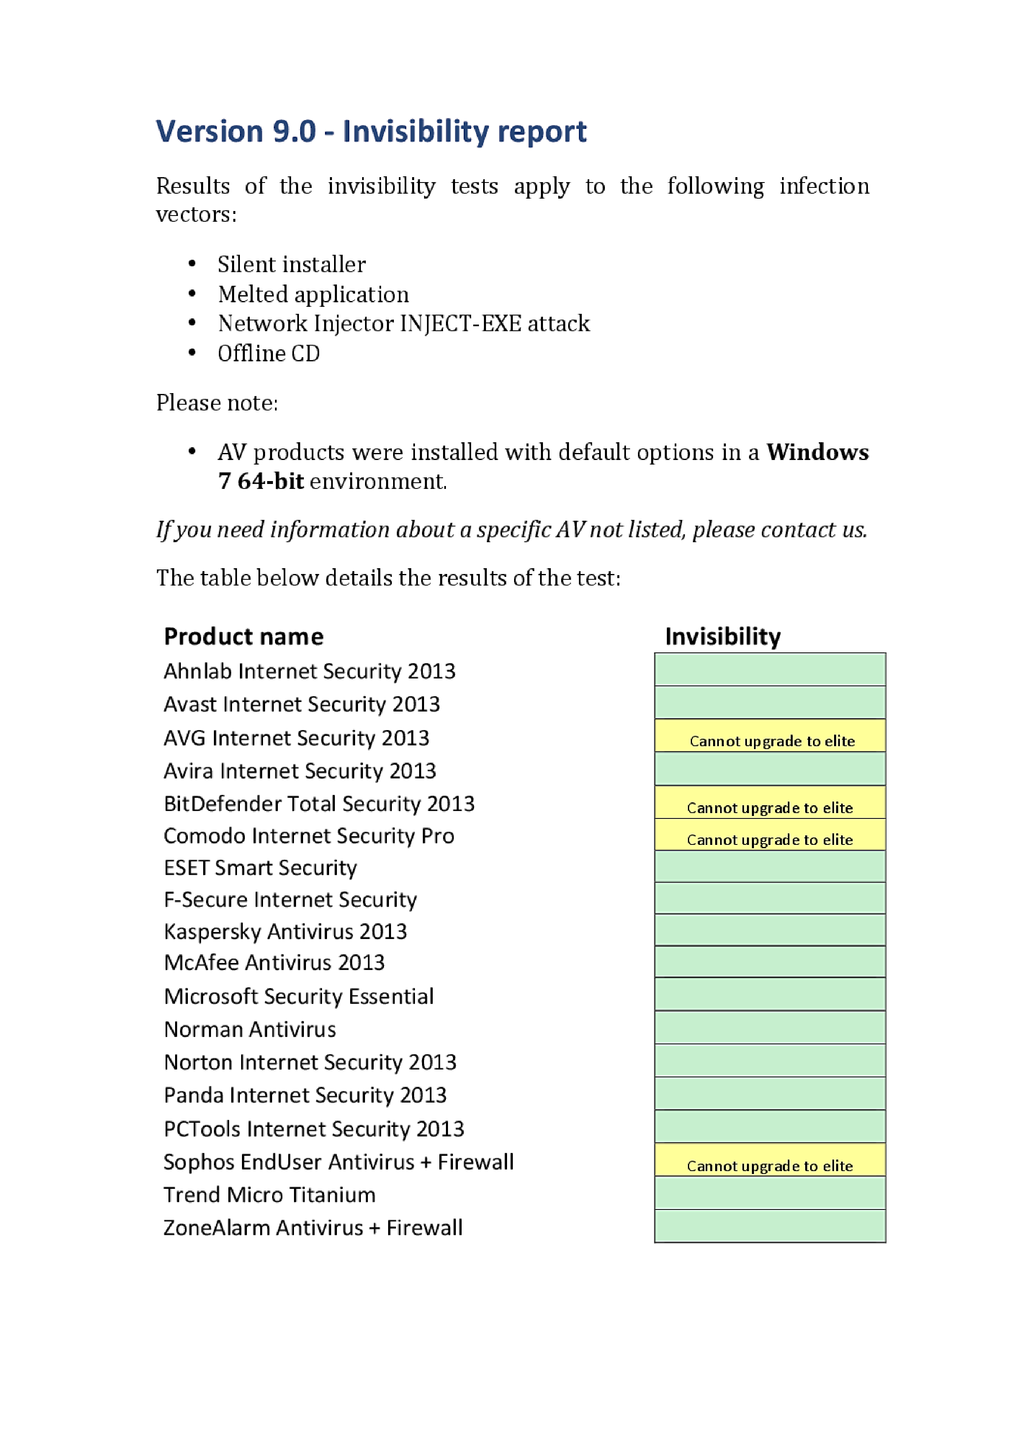 Version 9.0 - Invisibility report
Results of the invisibility tests apply to the following infection
vectors:
• Silent installer
• Melted application
• Network Injector INJECT-EXE attack
• Offline CD
Please note:
• AV products were installed with default options in a Windows
7 64-bit environment.
If you need information about a specific AV not listed, please contact us.
The table below details the results of the test:
Product name Invisibility
Ahnlab Internet Security 2013
Avast Internet Security 2013
AVG Internet Security 2013 Cannot upgrade to elite
Avira Internet Security 2013
BitDefender Total Security 2013 Cannot upgrade to elite
Comodo Internet Security Pro Cannot upgrade to elite
ESET Smart Security
F-Secure Internet Security
Kaspersky Antivirus 2013
McAfee Antivirus 2013
Microsoft Security Essential
Norman Antivirus
Norton Internet Security 2013
Panda Internet Security 2013
PCTools Internet Security 2013
Sophos EndUser Antivirus + Firewall Cannot upgrade to elite
Trend Micro Titanium
ZoneAlarm Antivirus + Firewall